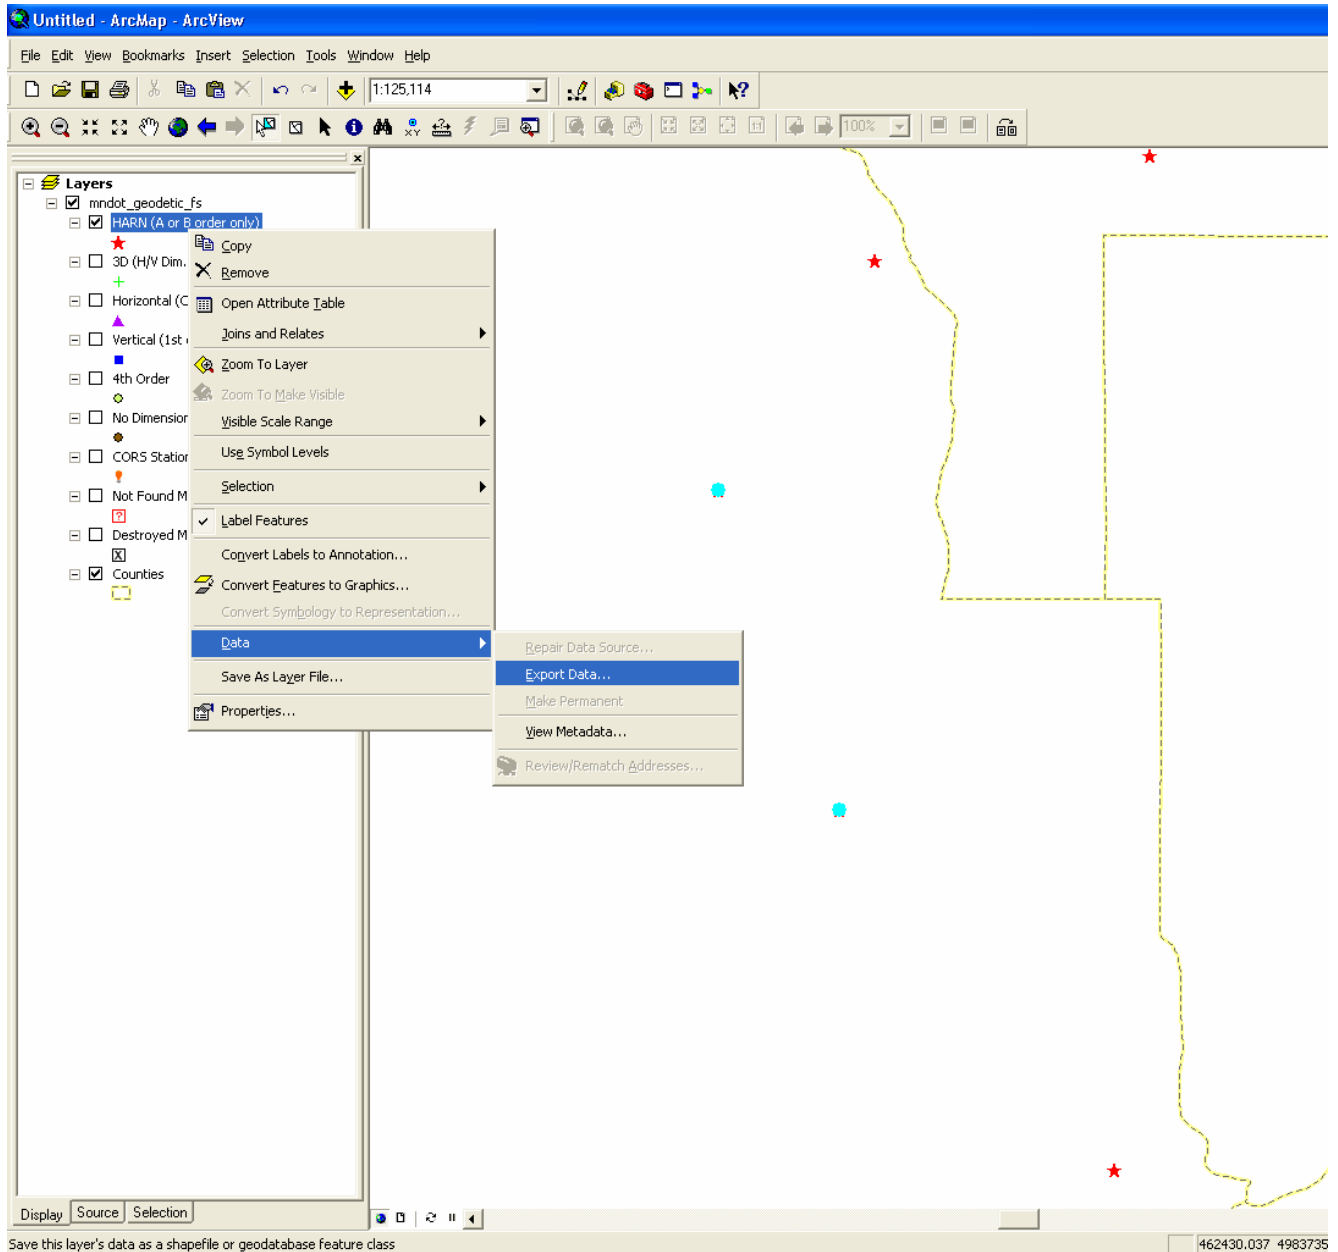 Untitled - ArcMap - ArcView
File Edit View Bookmarks Insert Selection Tools Window Help
1:125,114
100%
Layers
mndot_geodetic_fs
HARN (A or B order only)
3D (H/V Dim.
Horizontal (C
Vertical (1st
4th Order
No Dimension
CORS Station
Not Found M
Destroyed M
Counties
Copy
Remove
Open Attribute Table
Joins and Relates
Zoom To Layer
Zoom To Make Visible
Visible Scale Range
Use Symbol Levels
Selection
Label Features
Convert Labels to Annotation...
Convert Features to Graphics...
Convert Symbology to Representation...
Data
Save As Layer File...
Properties...
Repair Data Source...
Export Data...
Make Permanent
View Metadata...
Review/Rematch Addresses...
Display Source Selection
Save this layer's data as a shapefile or geodatabase feature class
462430.037 4983735